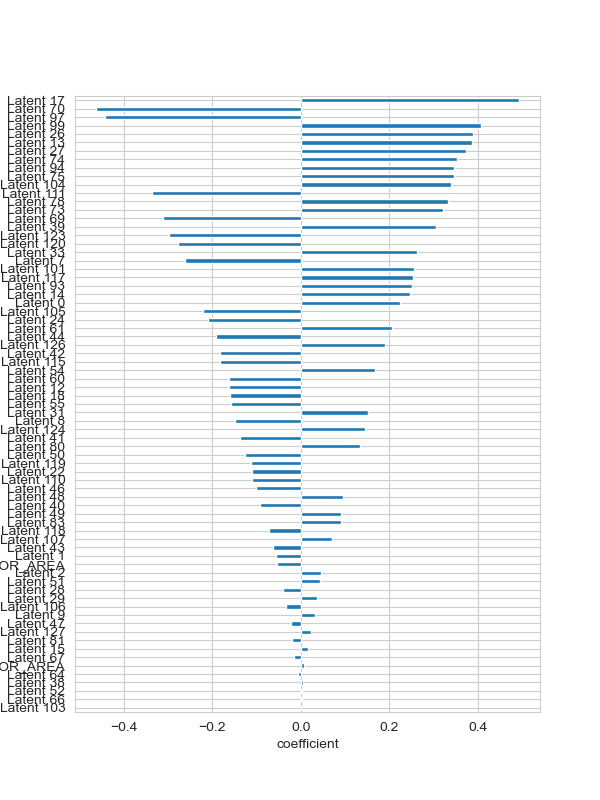 Latent 17
Latent 70
Latent 97
Latent 99
Latent 26
Latent 13
Latent 27
Latent 74
Latent 94
Latent 75
Latent 104
Latent 111
Latent 78
Latent 73
Latent 69
Latent 39
Latent 123
Latent 120
Latent 33
Latent 7
Latent 101
Latent 117
Latent 93
Latent 14
Latent 0
Latent 105
Latent 24
Latent 61
Latent 44
Latent 126
Latent 42
Latent 115
Latent 54
Latent 60
Latent 12
Latent 18
Latent 55
Latent 31
Latent 8
Latent 124
Latent 41
Latent 80
Latent 50
Latent 119
Latent 22
Latent 110
Latent 46
Latent 48
Latent 40
Latent 49
Latent 83
Latent 118
Latent 107
Latent 43
Latent 1
OR_AREA
Latent 2
Latent 51
Latent 28
Latent 29
Latent 106
Latent 9
Latent 47
Latent 127
Latent 81
Latent 15
Latent 67
OR_AREA
Latent 64
Latent 38
Latent 52
Latent 66
Latent 103
−0.4 −0.2 0.0 0.2 0.4
coefficient